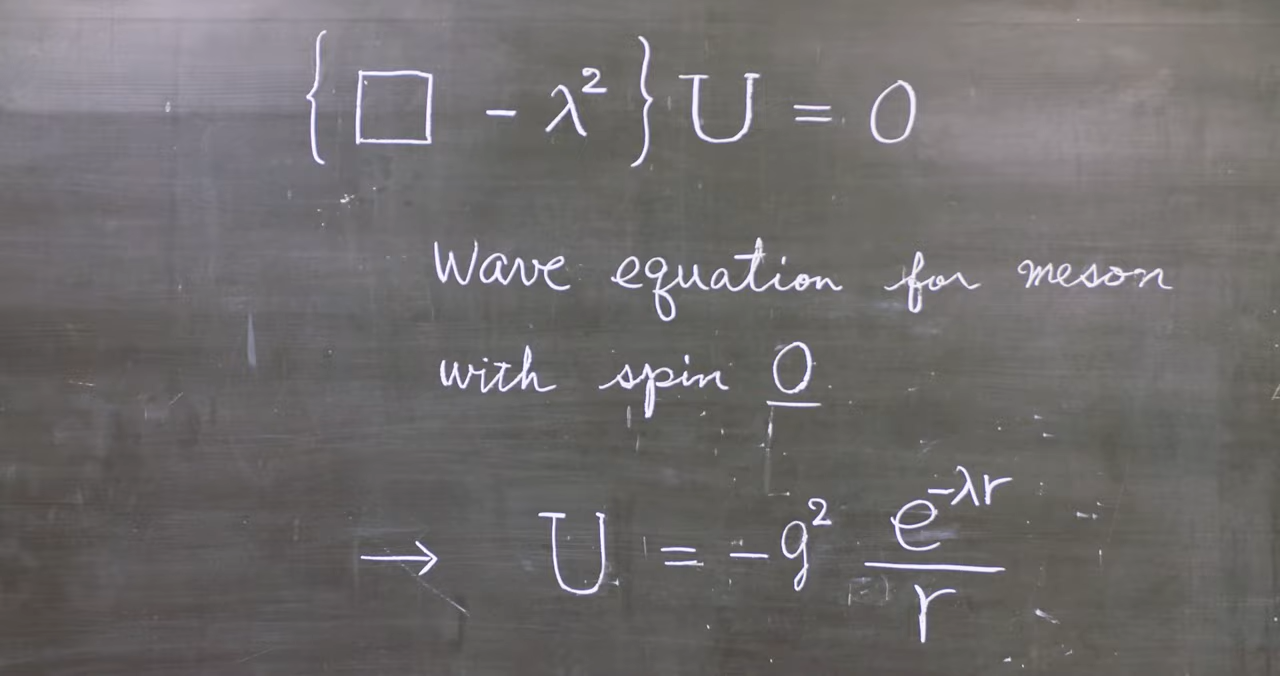 {□ - λ²} U = 0
Wave equation for meson
with spin 0
→ U = -g² e^{-λr} / r